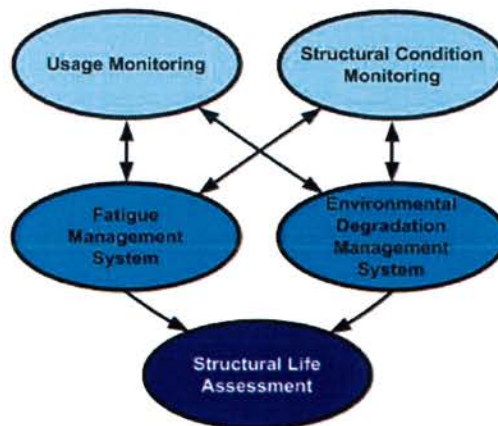 Usage Monitoring
Structural Condition
Monitoring
Fatigue
Management
System
Environmental
Degradation
Management
System
Structural Life
Assessment